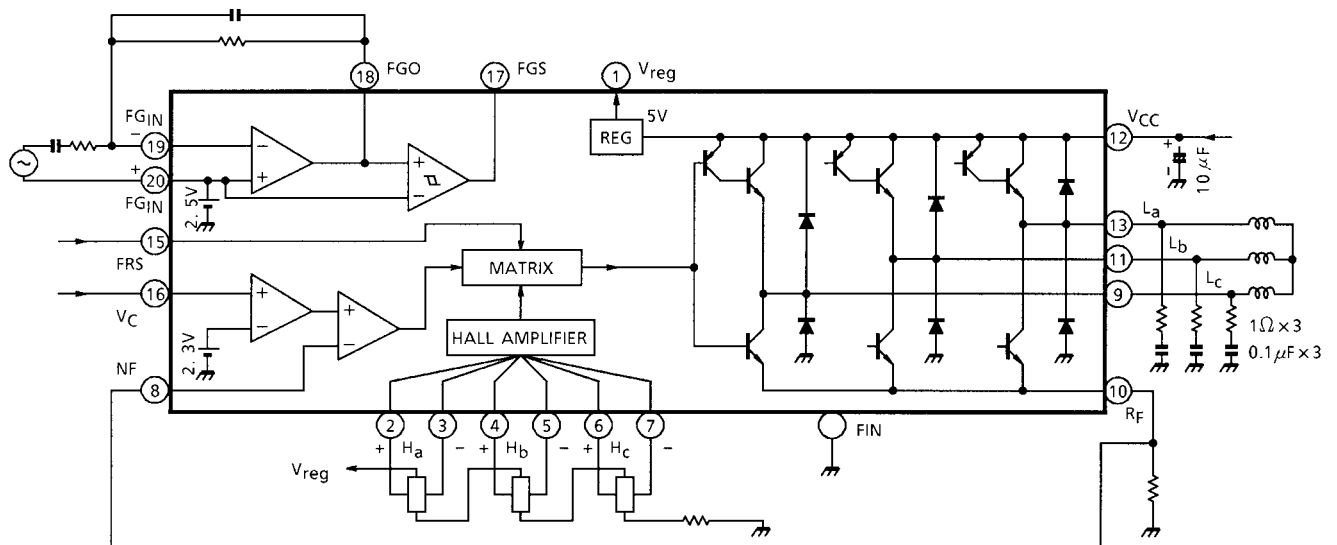 18 FGO
17 FGS
1 Vreg
FGIN
−
19
+
20
FGIN
2. 5V
−
+
+
−
REG
5V
VCC
12
+
−
10 μF
15
FRS
16
VC
2. 3V
+
−
+
−
NF
8
MATRIX
HALL AMPLIFIER
13
La
11
Lb
9
Lc
1Ω×3
0.1μF×3
10
RF
2 3 4 5 6 7
+ Ha − + Hb − + Hc −
FIN
Vreg